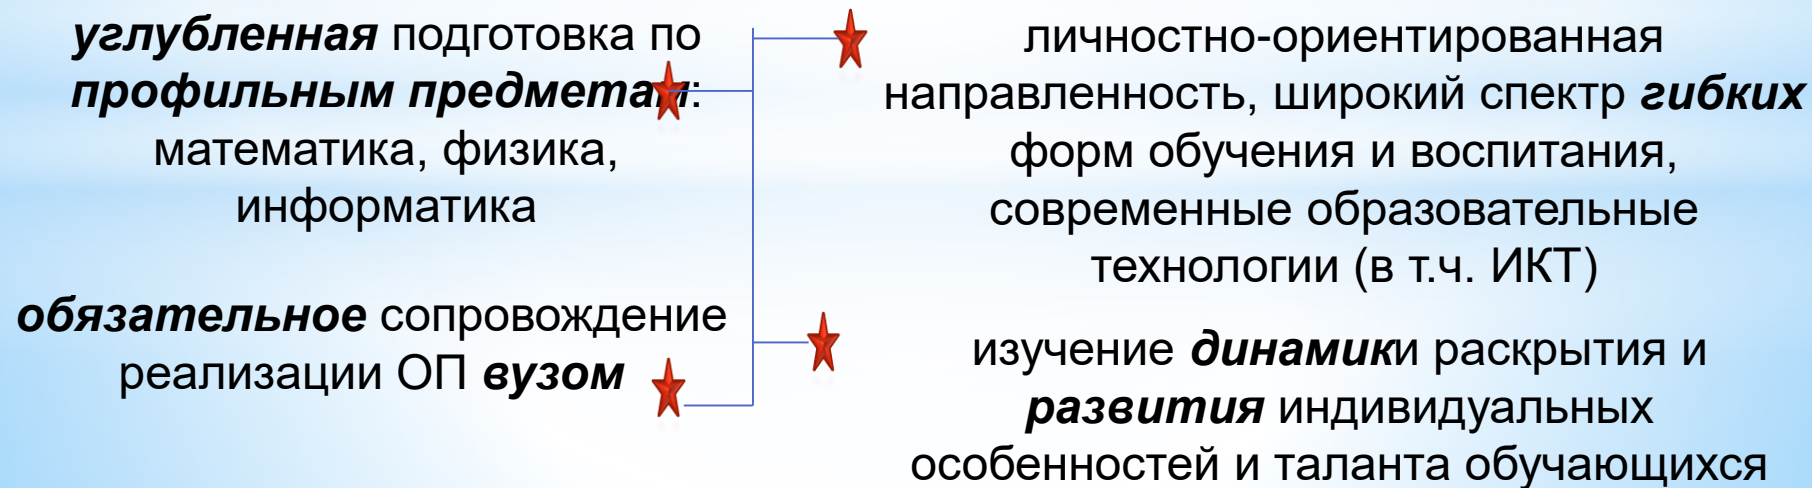 углубленная подготовка по
профильным предметам:
математика, физика,
информатика
обязательное сопровождение
реализации ОП вузом
личностно-ориентированная
направленность, широкий спектр гибких
форм обучения и воспитания,
современные образовательные
технологии (в т.ч. ИКТ)
изучение динамики раскрытия и
развития индивидуальных
особенностей и таланта обучающихся